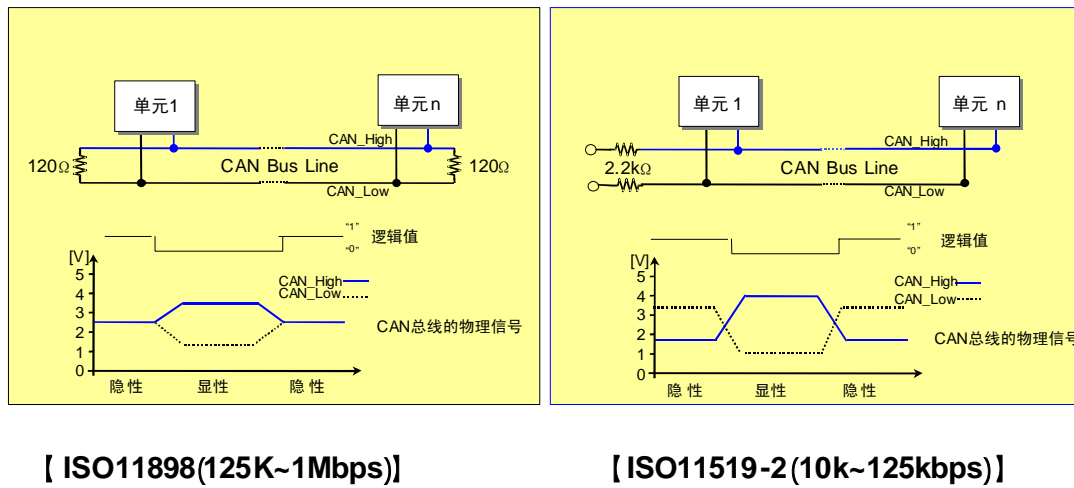 单元1
单元n
CAN_High
120Ω
CAN Bus Line
120Ω
CAN_Low
“1”
“0”
逻辑值
[V]
5
4
3
2
1
0
CAN_High
CAN_Low
CAN总线的物理信号
隐性
显性
隐性
【ISO11898(125K~1Mbps)】
单元1
单元 n
CAN_High
2.2kΩ
CAN Bus Line
CAN_Low
“1”
“0”
逻辑值
[V]
5
4
3
2
1
0
CAN_High
CAN_Low
CAN总线的物理信号
隐性
显性
隐性
【ISO11519-2(10k~125kbps)】